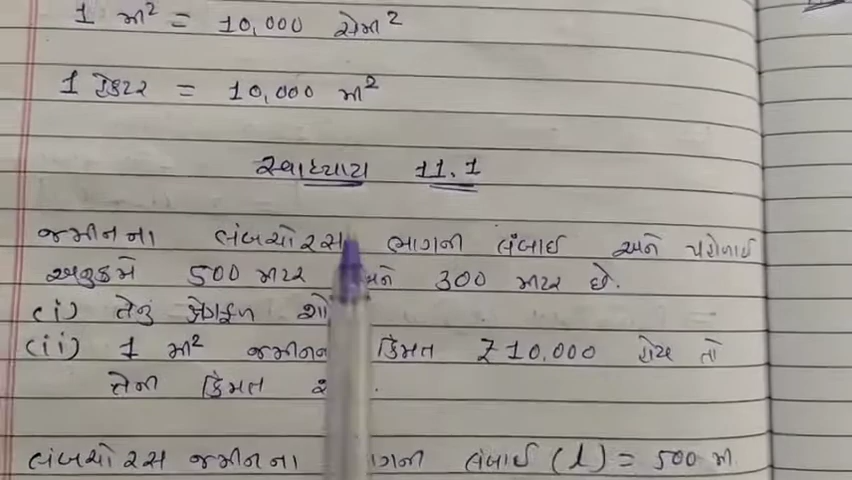 1 મી² = 10,000 સેમી²
1 હેક્ટર = 10,000 મી²
સ્વાધ્યાય 11.1
જમીનના લંબચોરસ ભાગની લંબાઈ અને પહોળાઈ
અનુક્રમે 500 મીટર અને 300 મીટર છે.
(i) તેનું ક્ષેત્રફળ
(ii) 1 મી² જમીનની કિંમત ₹10,000 હોય તો
તેની કિંમત
લંબચોરસ જમીનના ભાગની લંબાઈ (l) = 500 મી.